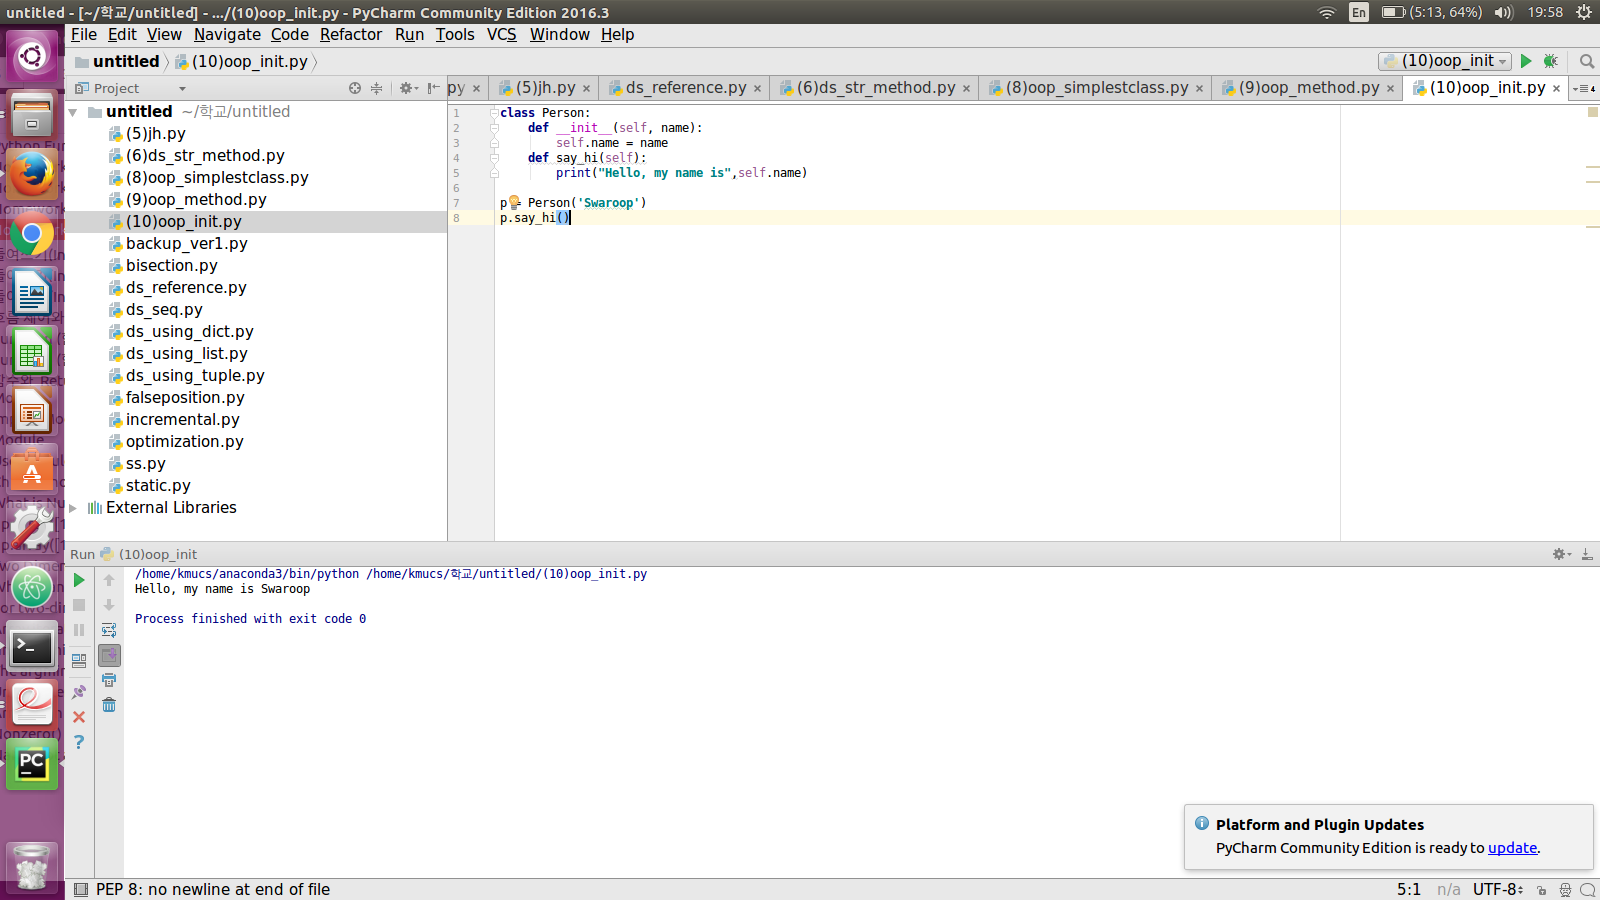 untitled - [~/학교/untitled] - .../(10)oop_init.py - PyCharm Community Edition 2016.3
En
(5:13, 64%)
19:58
File Edit View Navigate Code Refactor Run Tools VCS Window Help
untitled
(10)oop_init.py
(10)oop_init
Project
py
(5)jh.py
ds_reference.py
(6)ds_str_method.py
(8)oop_simplestclass.py
(9)oop_method.py
(10)oop_init.py
4
untitled ~/학교/untitled
(5)jh.py
(6)ds_str_method.py
(8)oop_simplestclass.py
(9)oop_method.py
(10)oop_init.py
backup_ver1.py
bisection.py
ds_reference.py
ds_seq.py
ds_using_dict.py
ds_using_list.py
ds_using_tuple.py
falseposition.py
incremental.py
optimization.py
ss.py
static.py
External Libraries
1 class Person:
2     def __init__(self, name):
3         self.name = name
4     def say_hi(self):
5         print("Hello, my name is",self.name)
6
7 p = Person('Swaroop')
8 p.say_hi()
Run (10)oop_init
/home/kmucs/anaconda3/bin/python /home/kmucs/학교/untitled/(10)oop_init.py
Hello, my name is Swaroop
Process finished with exit code 0
Platform and Plugin Updates
PyCharm Community Edition is ready to update.
PEP 8: no newline at end of file
5:1 n/a UTF-8